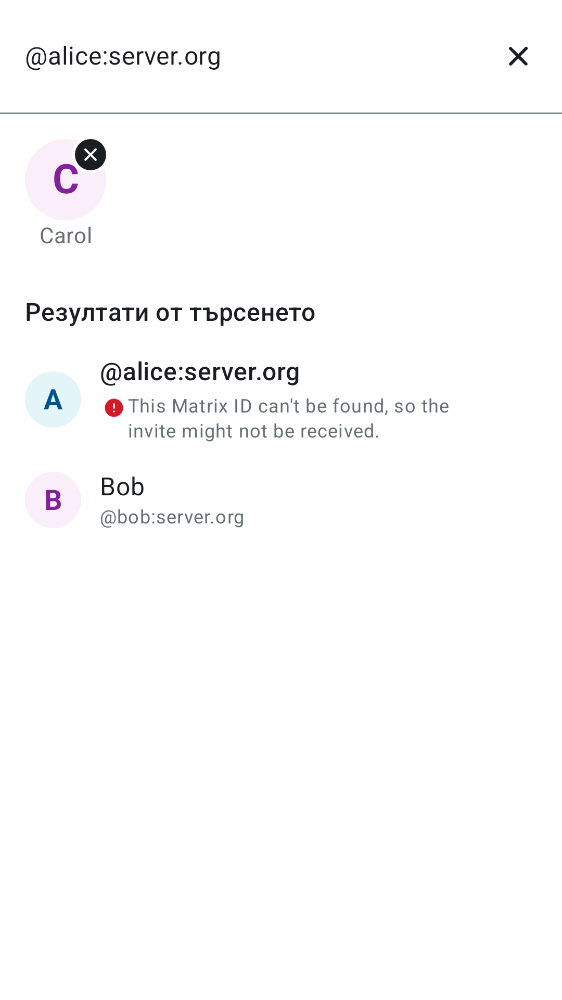 @alice:server.org
C
Carol
Резултати от търсенето
A
@alice:server.org
This Matrix ID can't be found, so the
invite might not be received.
B
Bob
@bob:server.org